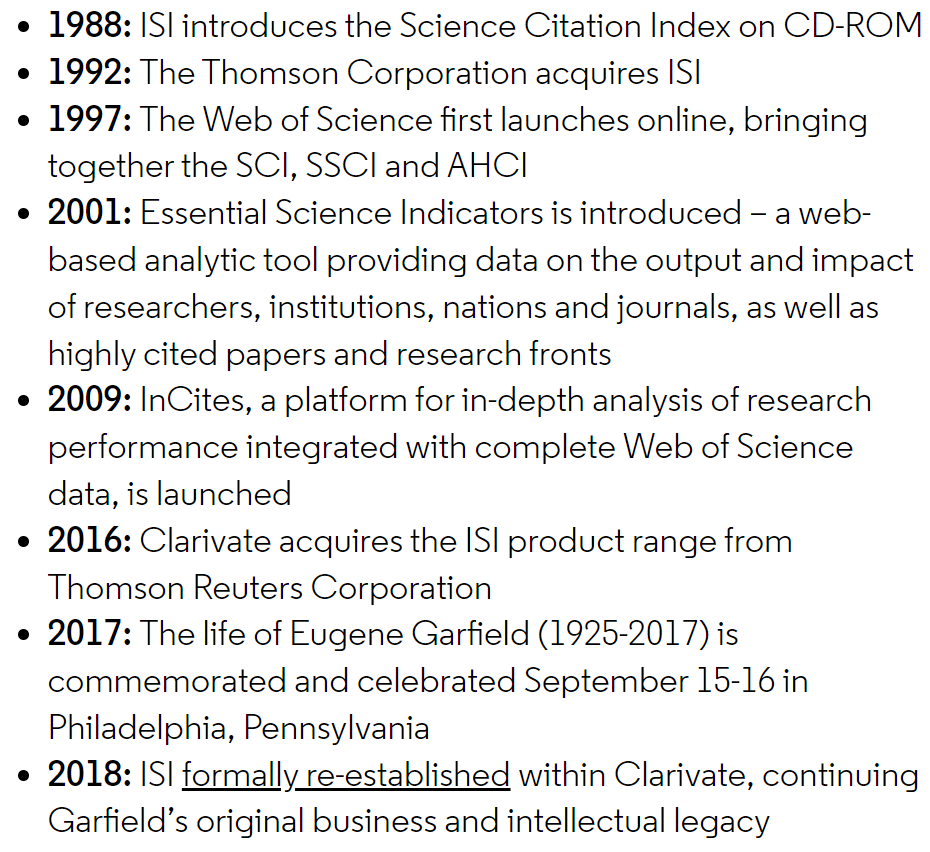 • 1988: ISI introduces the Science Citation Index on CD-ROM
• 1992: The Thomson Corporation acquires ISI
• 1997: The Web of Science first launches online, bringing
together the SCI, SSCI and AHCI
• 2001: Essential Science Indicators is introduced – a web-
based analytic tool providing data on the output and impact
of researchers, institutions, nations and journals, as well as
highly cited papers and research fronts
• 2009: InCites, a platform for in-depth analysis of research
performance integrated with complete Web of Science
data, is launched
• 2016: Clarivate acquires the ISI product range from
Thomson Reuters Corporation
• 2017: The life of Eugene Garfield (1925-2017) is
commemorated and celebrated September 15-16 in
Philadelphia, Pennsylvania
• 2018: ISI formally re-established within Clarivate, continuing
Garfield’s original business and intellectual legacy